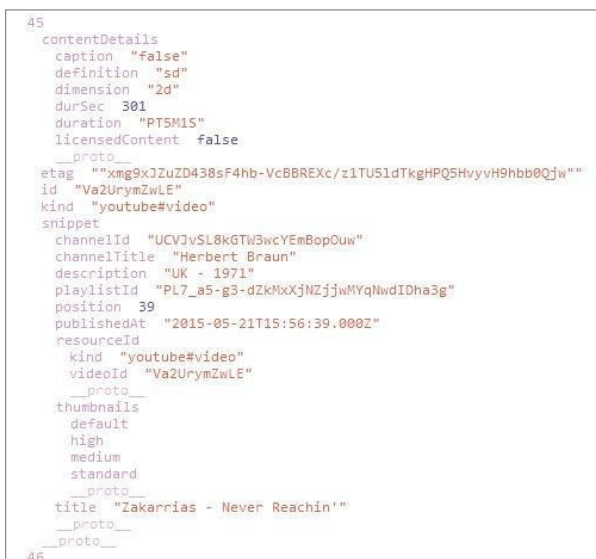 45
contentDetails
caption "false"
definition "sd"
dimension "2d"
durSec 301
duration "PT5M1S"
licensedContent false
__proto__
etag ""xmg9xJZuZD438sF4hb-VcBBREXc/z1TU5ldTkgHPQ5HvyvH9hbb0Qjw""
id "Va2UrymZwLE"
kind "youtube#video"
snippet
channelId "UCVJvSL8kGTW3wcYEmBopOuw"
channelTitle "Herbert Braun"
description "UK - 1971"
playlistId "PL7_a5-g3-dZkMxXjNZjjwMYqNwdIDha3g"
position 39
publishedAt "2015-05-21T15:56:39.000Z"
resourceId
kind "youtube#video"
videoId "Va2UrymZwLE"
__proto__
thumbnails
default
high
medium
standard
__proto__
title "Zakarrias - Never Reachin'"
__proto__
__proto__
46